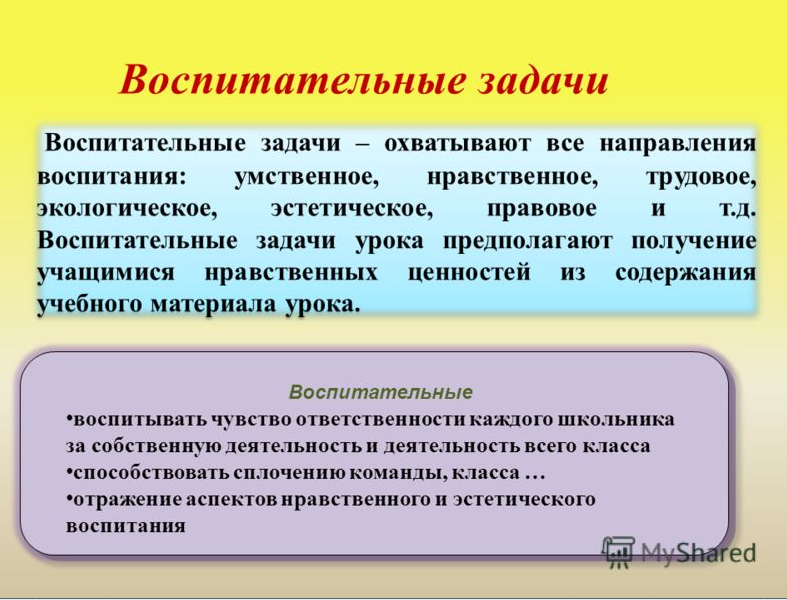 Воспитательные задачи
Воспитательные задачи – охватывают все направления
воспитания: умственное, нравственное, трудовое,
экологическое, эстетическое, правовое и т.д.
Воспитательные задачи урока предполагают получение
учащимися нравственных ценностей из содержания
учебного материала урока.
Воспитательные
•воспитывать чувство ответственности каждого школьника
за собственную деятельность и деятельность всего класса
•способствовать сплочению команды, класса …
•отражение аспектов нравственного и эстетического
воспитания
MyShared